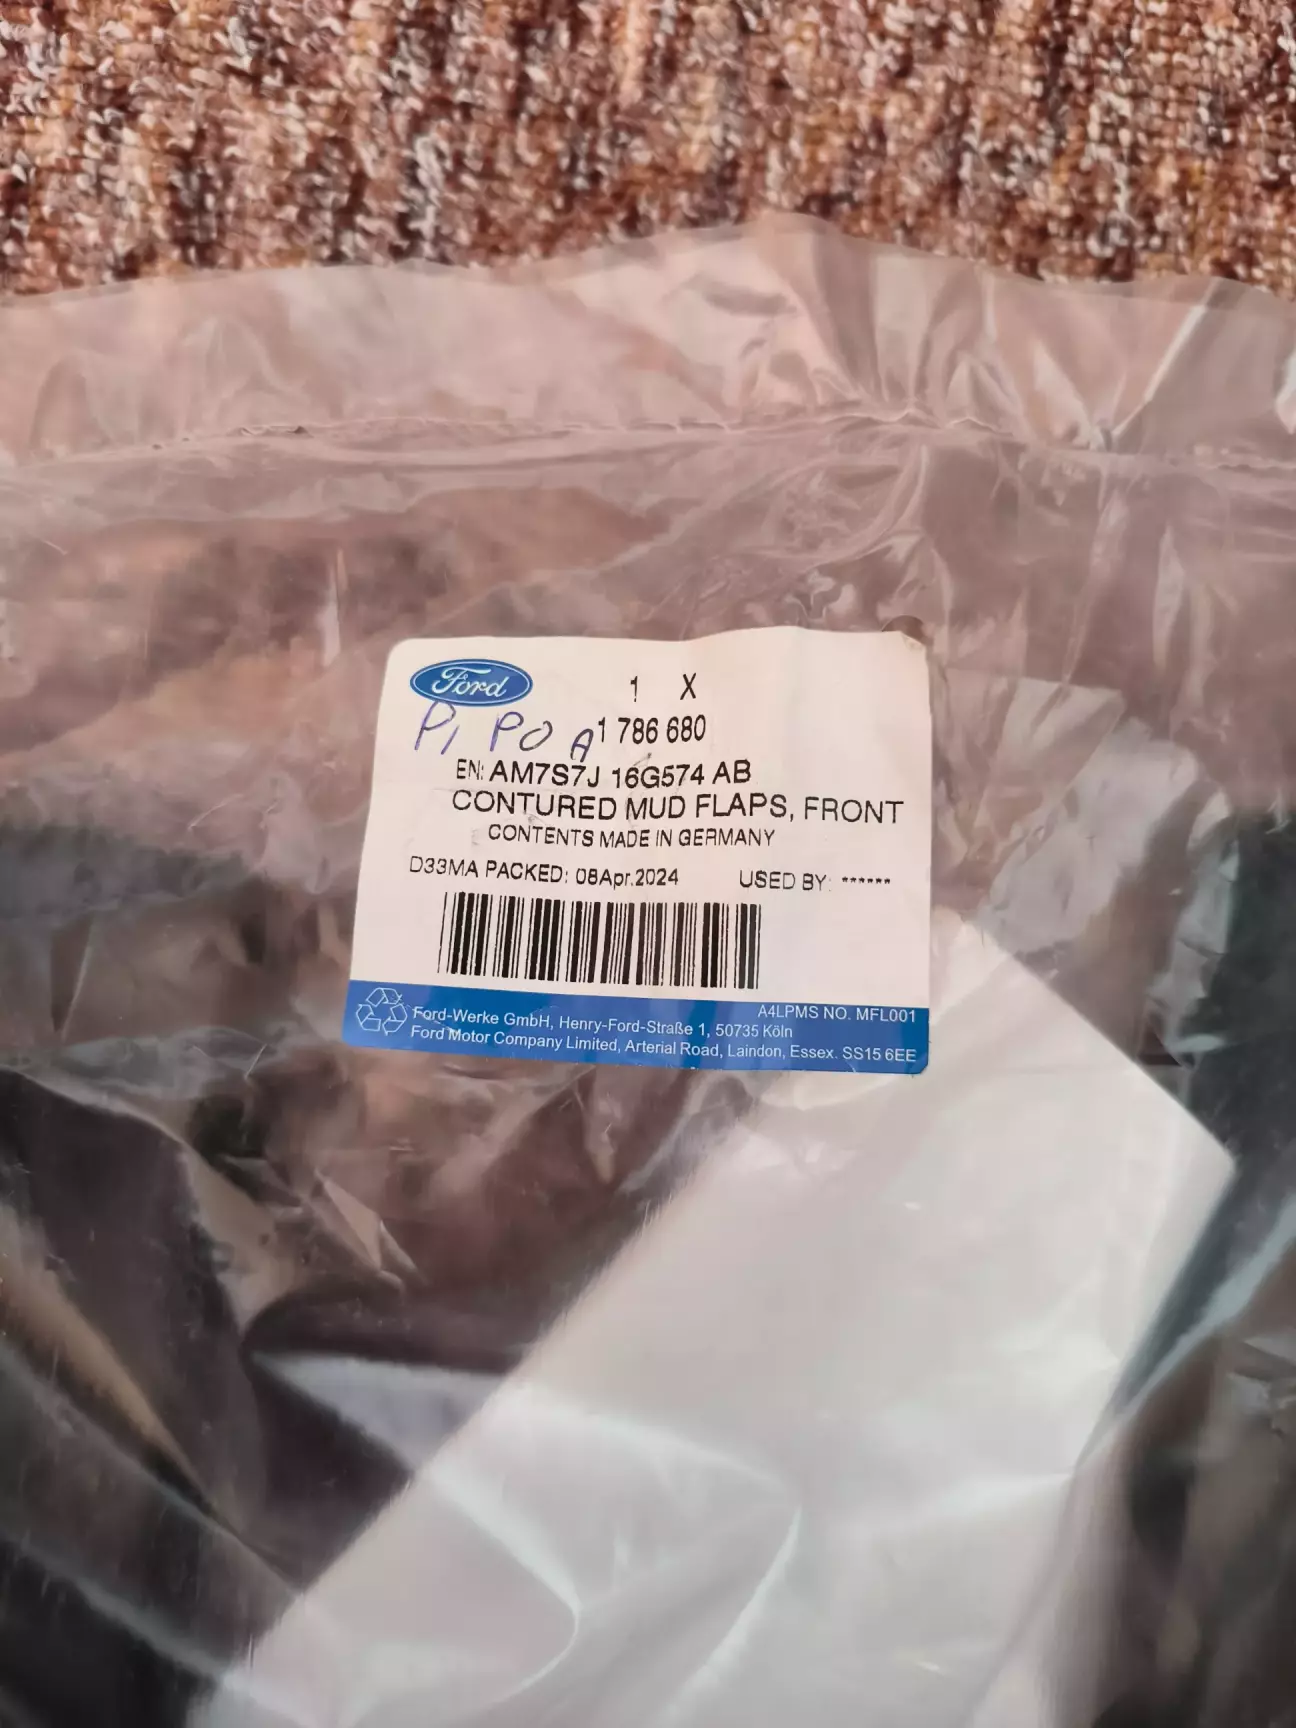 Ford
1 X
PI PO A
1 786 680
EN: AM7S7J 16G574 AB
CONTURED MUD FLAPS, FRONT
CONTENTS MADE IN GERMANY
D33MA PACKED: 08Apr.2024 USED BY: ******
A4LPMS NO. MFL001
Ford-Werke GmbH, Henry-Ford-Straße 1, 50735 Köln
Ford Motor Company Limited, Arterial Road, Laindon, Essex. SS15 6EE